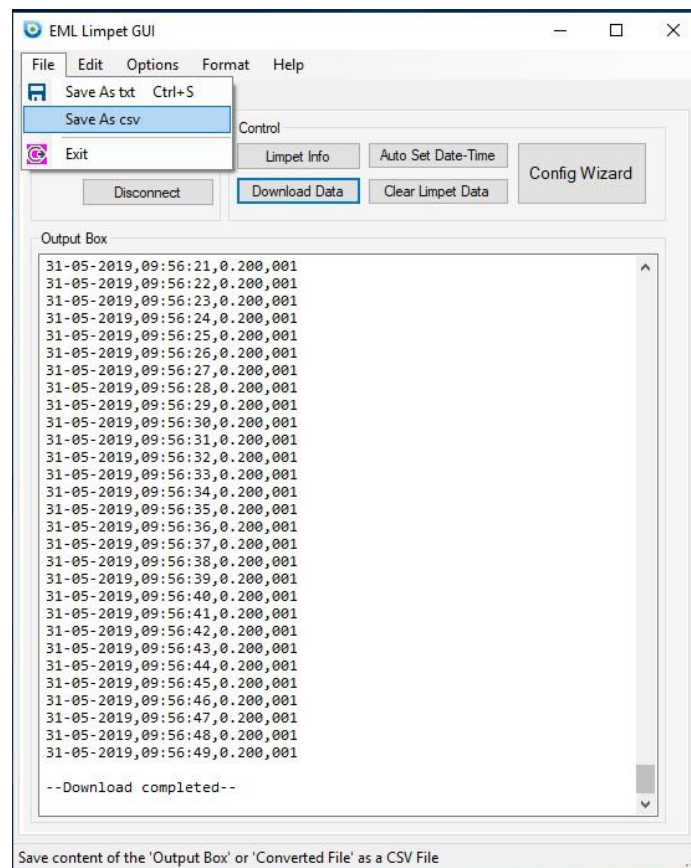 EML Limpet GUI
File Edit Options Format Help
Save As txt Ctrl+S
Save As csv
Exit
Control
Limpet Info Auto Set Date-Time
Config Wizard
Disconnect Download Data Clear Limpet Data
Output Box
31-05-2019,09:56:21,0.200,001
31-05-2019,09:56:22,0.200,001
31-05-2019,09:56:23,0.200,001
31-05-2019,09:56:24,0.200,001
31-05-2019,09:56:25,0.200,001
31-05-2019,09:56:26,0.200,001
31-05-2019,09:56:27,0.200,001
31-05-2019,09:56:28,0.200,001
31-05-2019,09:56:29,0.200,001
31-05-2019,09:56:30,0.200,001
31-05-2019,09:56:31,0.200,001
31-05-2019,09:56:32,0.200,001
31-05-2019,09:56:33,0.200,001
31-05-2019,09:56:34,0.200,001
31-05-2019,09:56:35,0.200,001
31-05-2019,09:56:36,0.200,001
31-05-2019,09:56:37,0.200,001
31-05-2019,09:56:38,0.200,001
31-05-2019,09:56:39,0.200,001
31-05-2019,09:56:40,0.200,001
31-05-2019,09:56:41,0.200,001
31-05-2019,09:56:42,0.200,001
31-05-2019,09:56:43,0.200,001
31-05-2019,09:56:44,0.200,001
31-05-2019,09:56:45,0.200,001
31-05-2019,09:56:46,0.200,001
31-05-2019,09:56:47,0.200,001
31-05-2019,09:56:48,0.200,001
31-05-2019,09:56:49,0.200,001
--Download completed--
Save content of the 'Output Box' or 'Converted File' as a CSV File